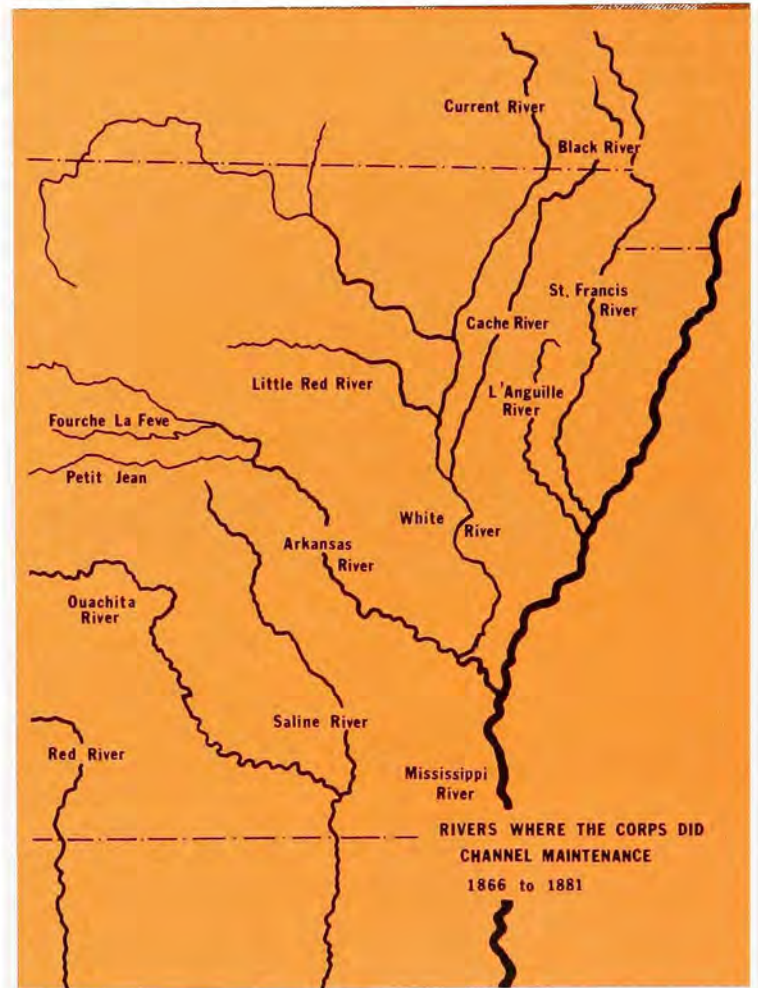 Current River
Black River
St. Francis
River
Cache River
Little Red River
L'Anguille
River
Fourche La Feve
Petit Jean
White
River
Arkansas
River
Ouachita
River
Saline River
Red River
Mississippi
River
RIVERS WHERE THE CORPS DID
CHANNEL MAINTENANCE
1866 to 1881